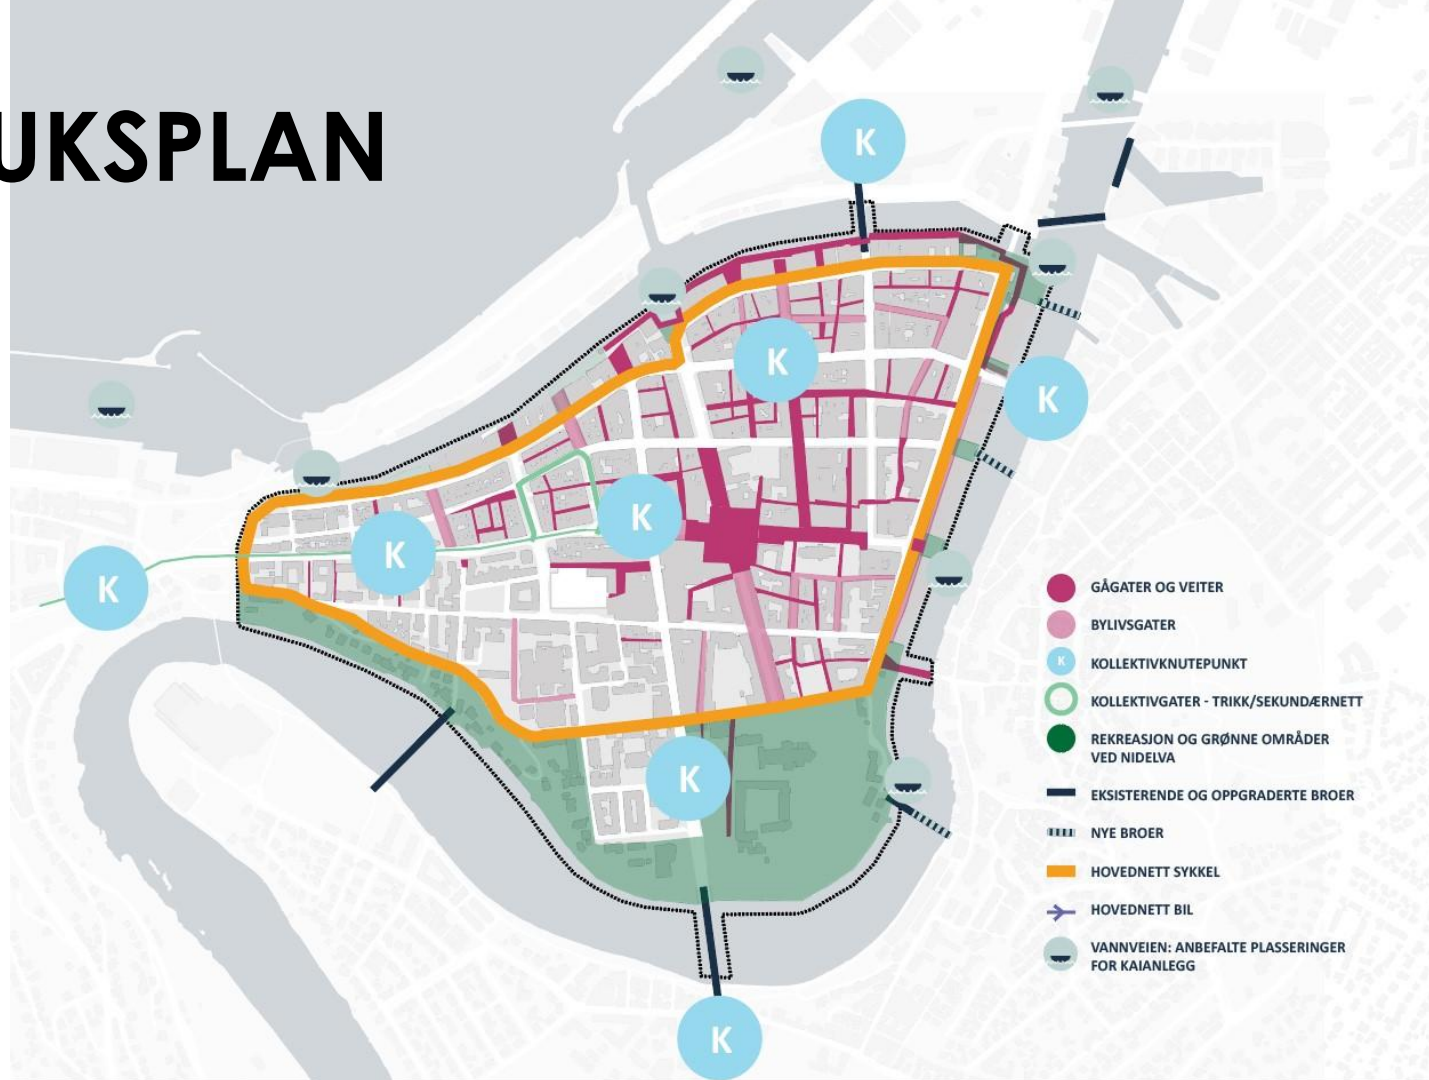 UKSPLAN
K
K
K
K
K
K
K
K
GÅGATER OG VEITER
BYLIVSGATER
K KOLLEKTIVKNUTEPUNKT
KOLLEKTIVGATER - TRIKK/SEKUNDÆRNETT
REKREASJON OG GRØNNE OMRÅDER
VED NIDELVA
EKSISTERENDE OG OPPGRADERTE BROER
NYE BROER
HOVEDNETT SYKKEL
HOVEDNETT BIL
VANNVEIEN: ANBEFALTE PLASSERINGER
FOR KAIANLEGG